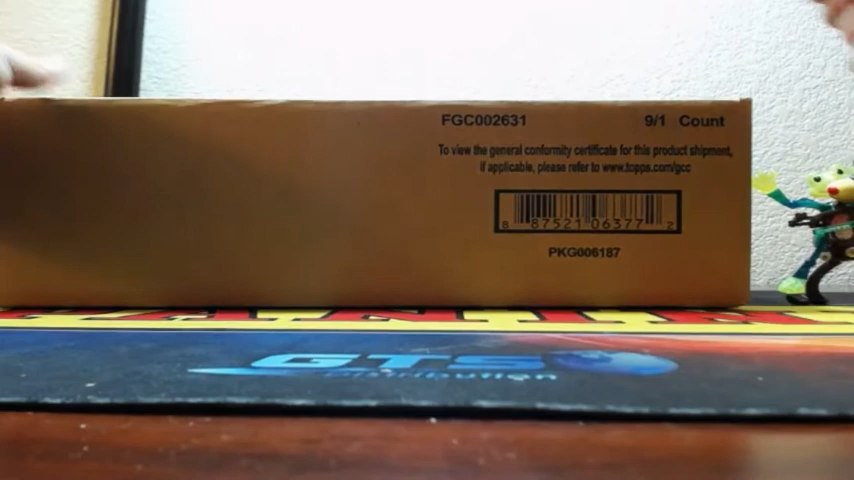 FGC002631 9/1 Count
To view the general conformity certificate for this product shipment,
if applicable, please refer to www.topps.com/gcc
8 87521 06377 2
PKG006187
GTS
Distribution